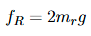 f_R = 2m_r g